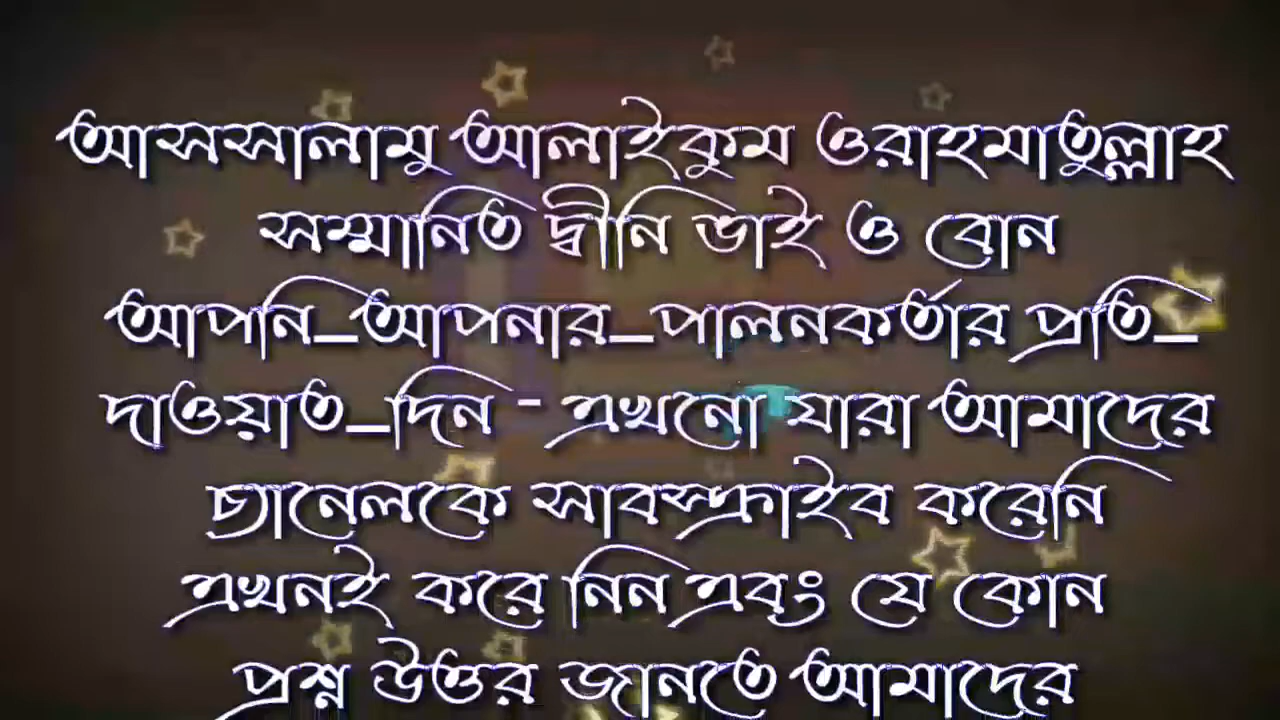 আসসালামু আলাইকুম ওরাহমাতুল্লাহ
সম্মানিত দ্বীনি ভাই ও বোন
আপনি_আপনার_পালনকর্তার প্রতি_
দাওয়াত_দিন - এখনো যারা আমাদের
চ্যানেলকে সাবস্ক্রাইব করেনি
এখনই করে নিন এবং যে কোন
প্রশ্ন উত্তর জানতে আমাদের